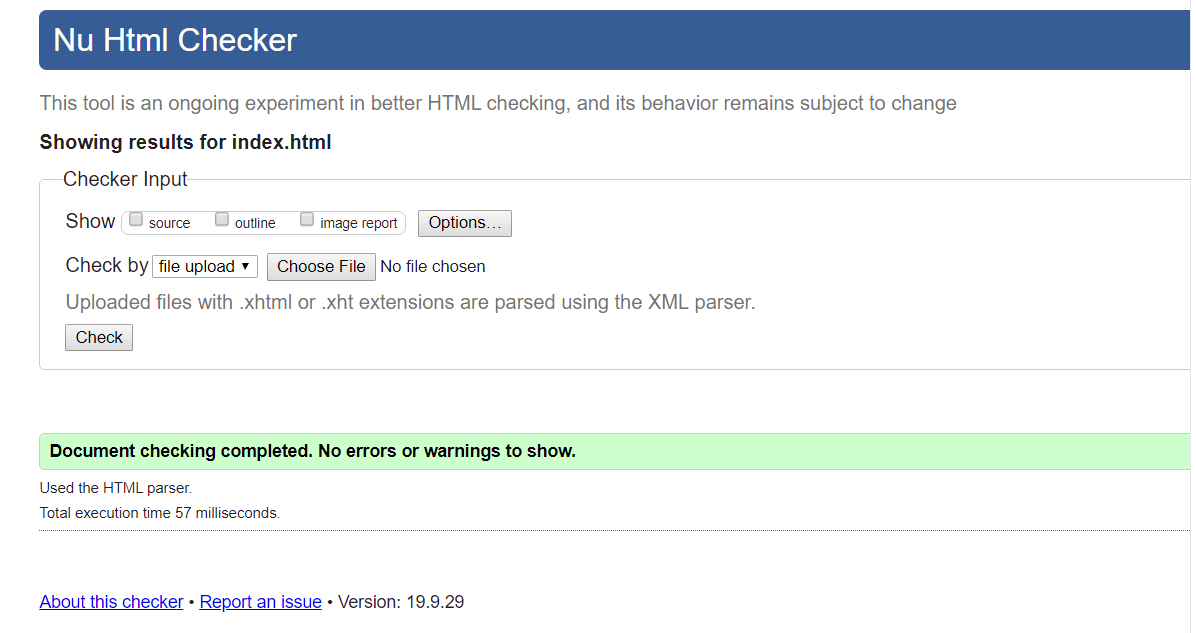 Nu Html Checker
This tool is an ongoing experiment in better HTML checking, and its behavior remains subject to change
Showing results for index.html
Checker Input
Show source outline image report Options…
Check by file upload ▼ Choose File No file chosen
Uploaded files with .xhtml or .xht extensions are parsed using the XML parser.
Check
Document checking completed. No errors or warnings to show.
Used the HTML parser.
Total execution time 57 milliseconds.
About this checker • Report an issue • Version: 19.9.29